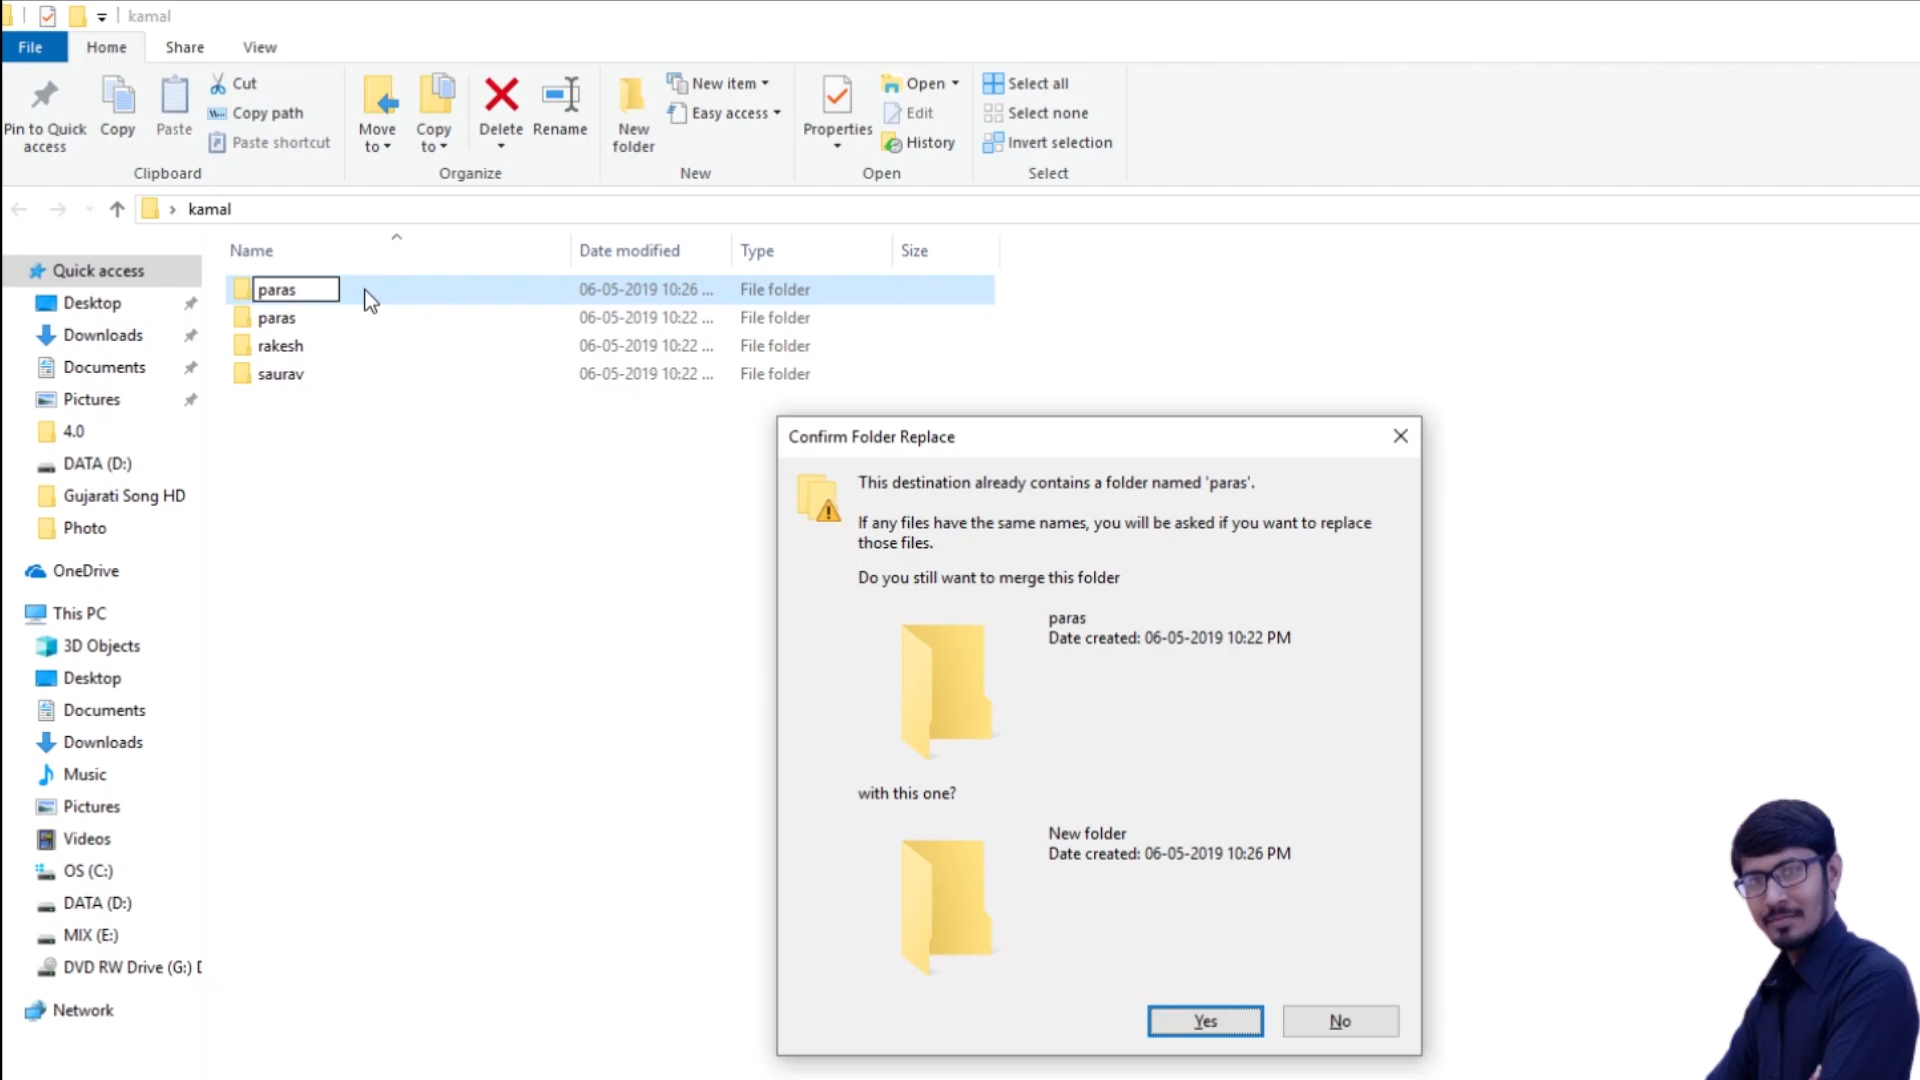 kamal
File Home Share View
Pin to Quick access
Copy
Paste
Cut
Copy path
Paste shortcut
Clipboard
Move to
Copy to
Delete
Rename
Organize
New folder
New item
Easy access
New
Properties
Open
Edit
History
Open
Select all
Select none
Invert selection
Select
kamal
Name Date modified Type Size
paras 06-05-2019 10:26 ... File folder
paras 06-05-2019 10:22 ... File folder
rakesh 06-05-2019 10:22 ... File folder
saurav 06-05-2019 10:22 ... File folder
Quick access
Desktop
Downloads
Documents
Pictures
4.0
DATA (D:)
Gujarati Song HD
Photo
OneDrive
This PC
3D Objects
Desktop
Documents
Downloads
Music
Pictures
Videos
OS (C:)
DATA (D:)
MIX (E:)
DVD RW Drive (G:)
Network
Confirm Folder Replace
This destination already contains a folder named 'paras'.
If any files have the same names, you will be asked if you want to replace
those files.
Do you still want to merge this folder
paras
Date created: 06-05-2019 10:22 PM
with this one?
New folder
Date created: 06-05-2019 10:26 PM
Yes No